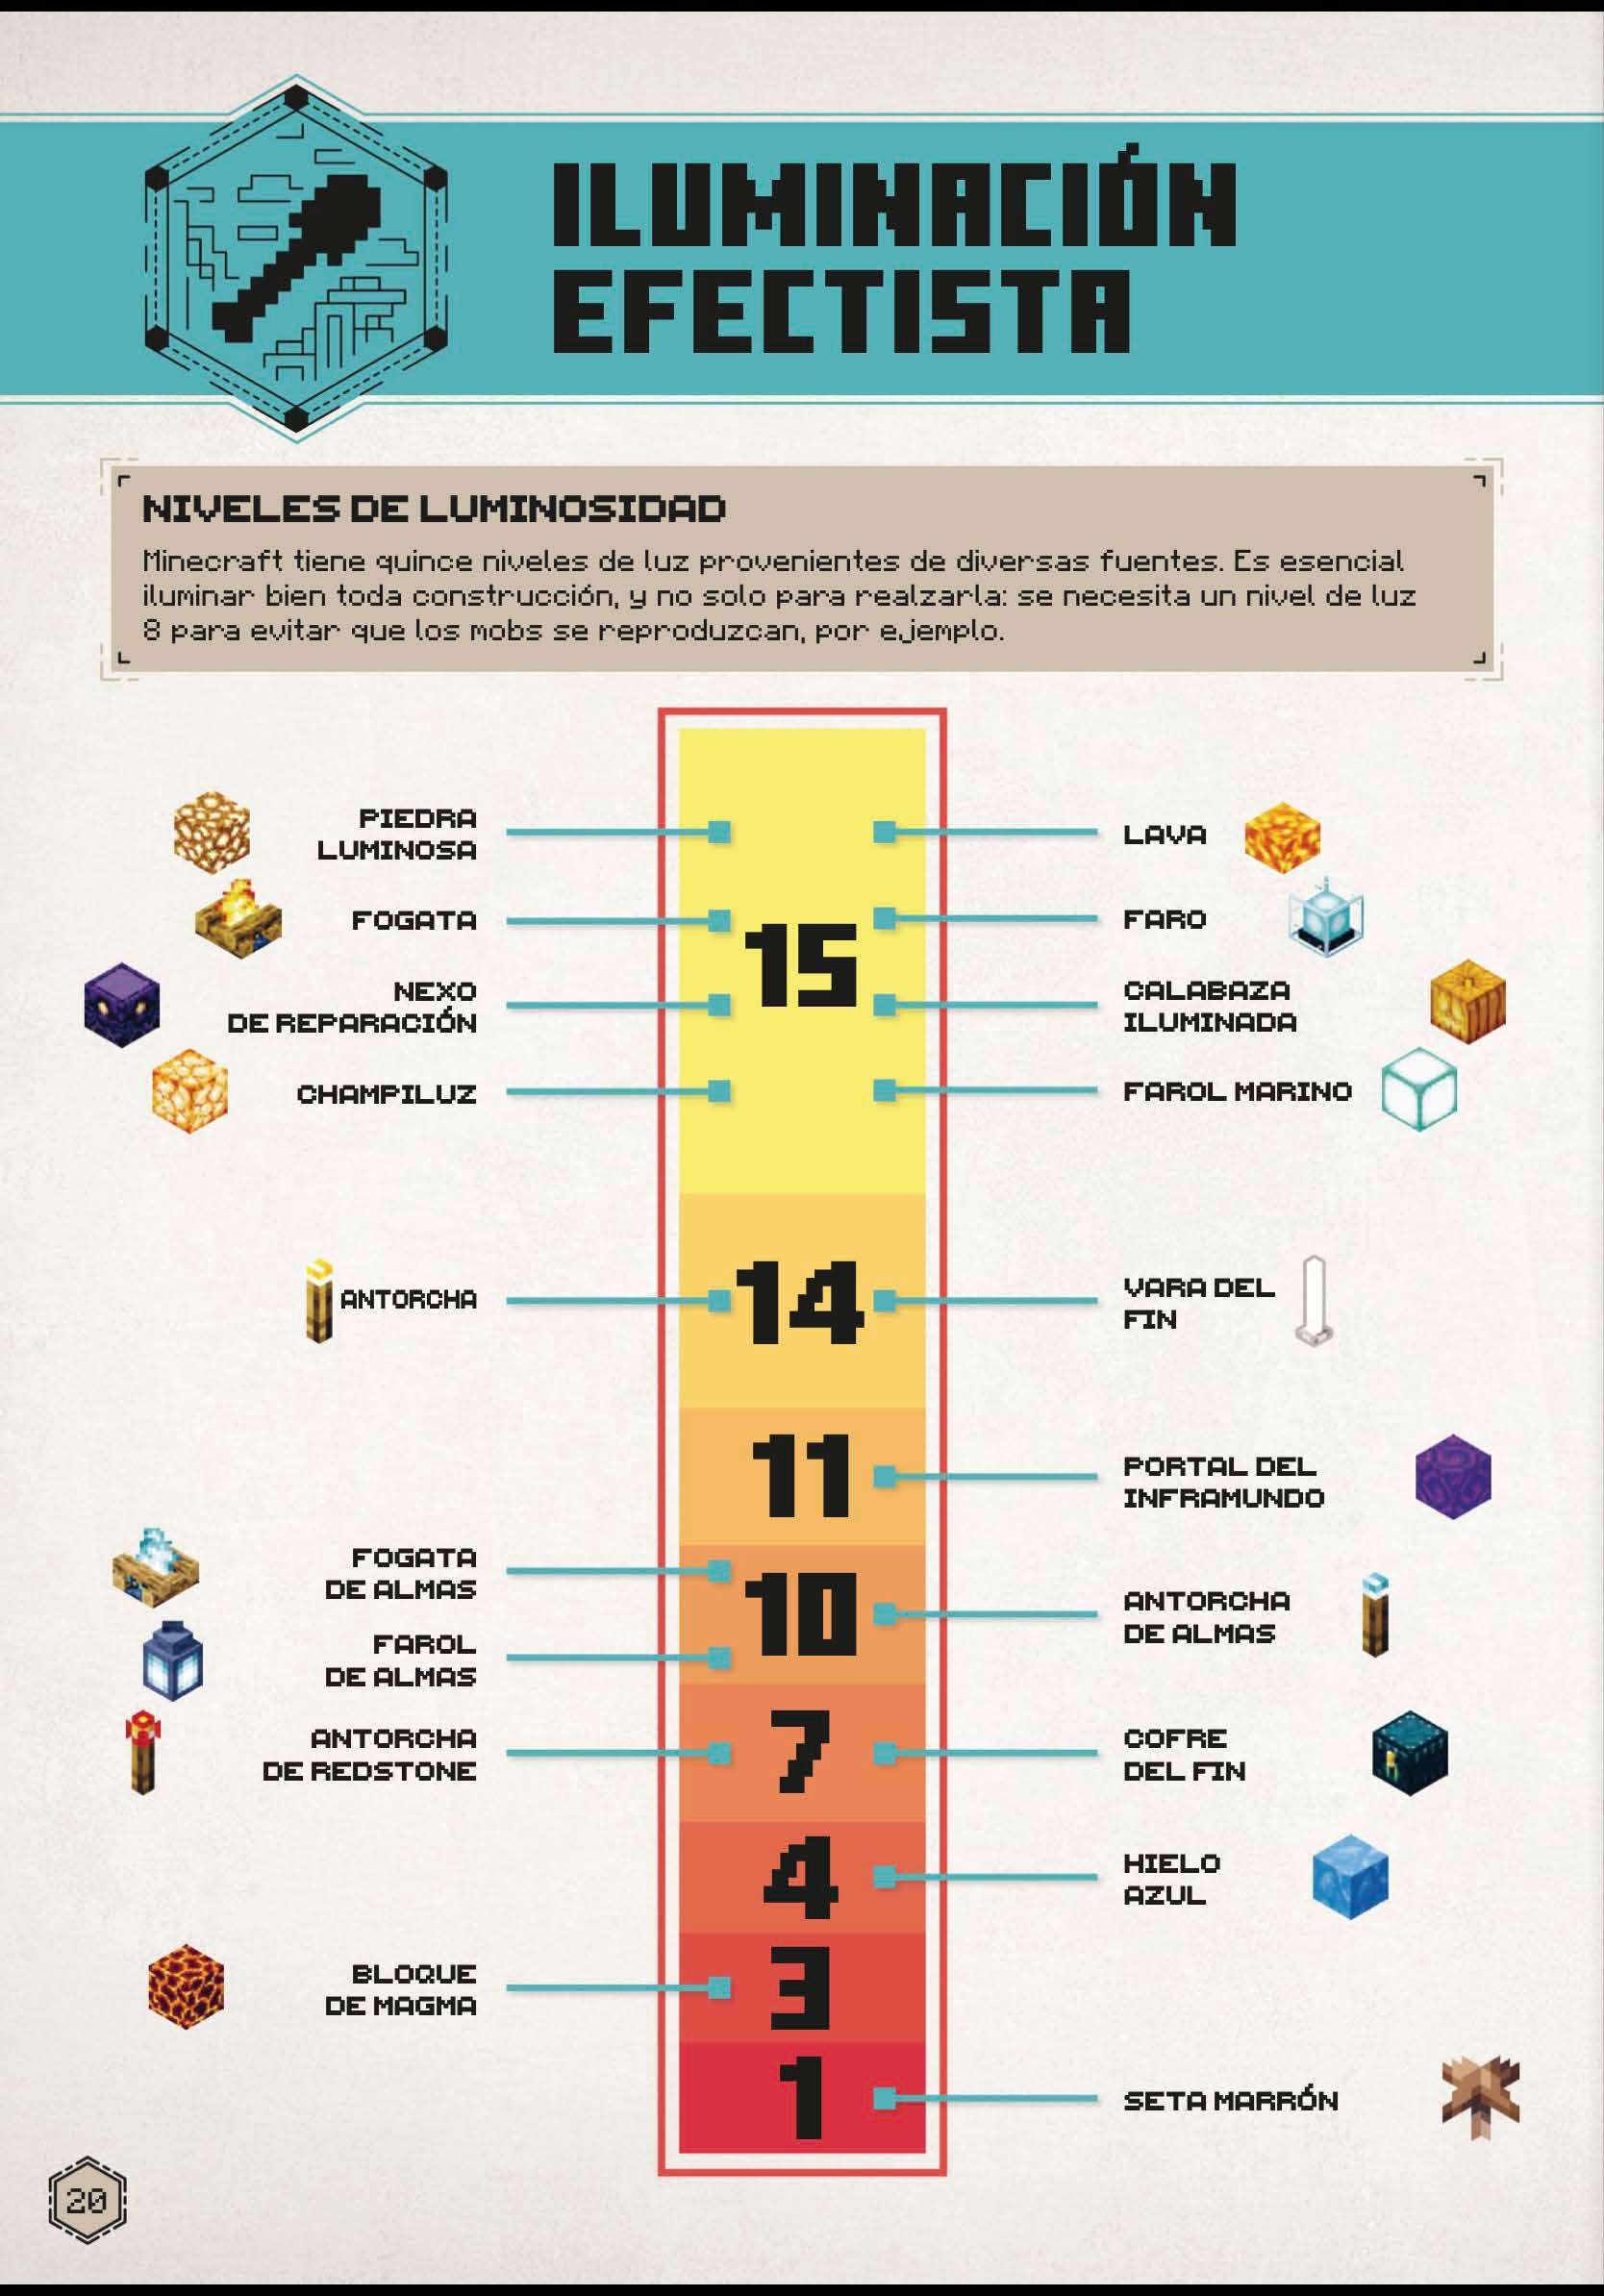 ILUMINACIÓN
EFECTISTA
NIVELES DE LUMINOSIDAD
Minecraft tiene quince niveles de luz provenientes de diversas fuentes. Es esencial
iluminar bien toda construcción, y no solo para realzarla: se necesita un nivel de luz
8 para evitar que los mobs se reproduzcan, por ejemplo.
15
PIEDRA
LUMINOSA
FOGATA
NEXO
DE REPARACIÓN
CHAMPILUZ
LAVA
FARO
CALABAZA
ILUMINADA
FAROL MARINO
14
ANTORCHA
VARA DEL
FIN
11
PORTAL DEL
INFRAMUNDO
10
FOGATA
DE ALMAS
FAROL
DE ALMAS
ANTORCHA
DE ALMAS
7
ANTORCHA
DE REDSTONE
COFRE
DEL FIN
4
HIELO
AZUL
3
BLOQUE
DE MAGMA
1
SETA MARRÓN
20